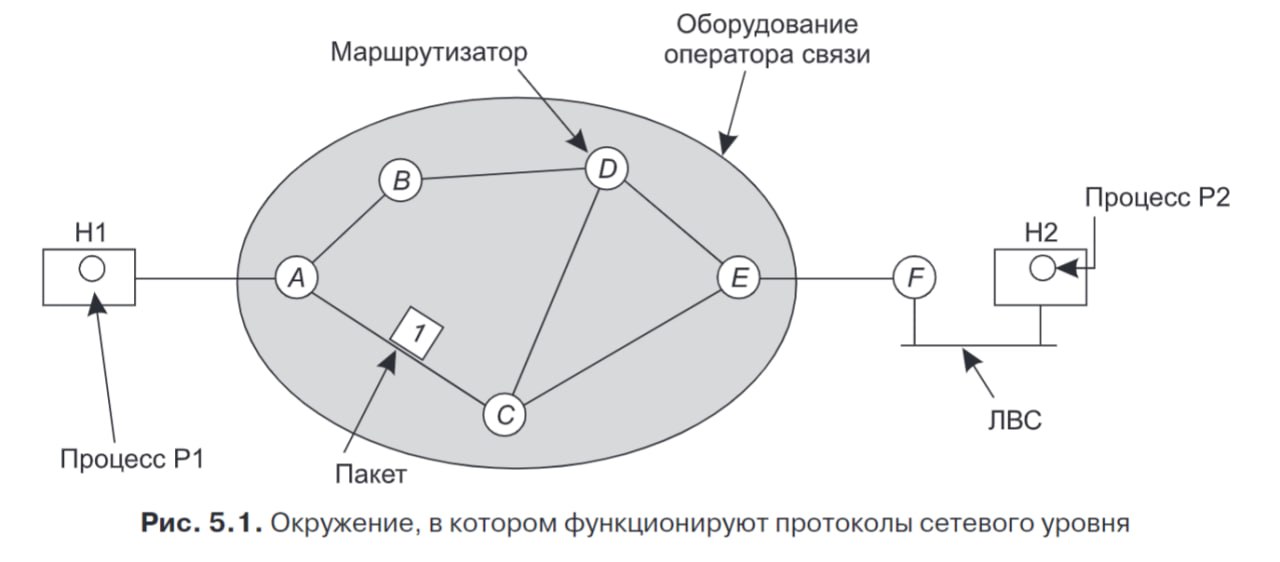 Оборудование
оператора связи
Маршрутизатор
B
D
Процесс P2
H1
H2
A
E
F
1
C
ЛВС
Процесс P1
Пакет
Рис. 5.1. Окружение, в котором функционируют протоколы сетевого уровня